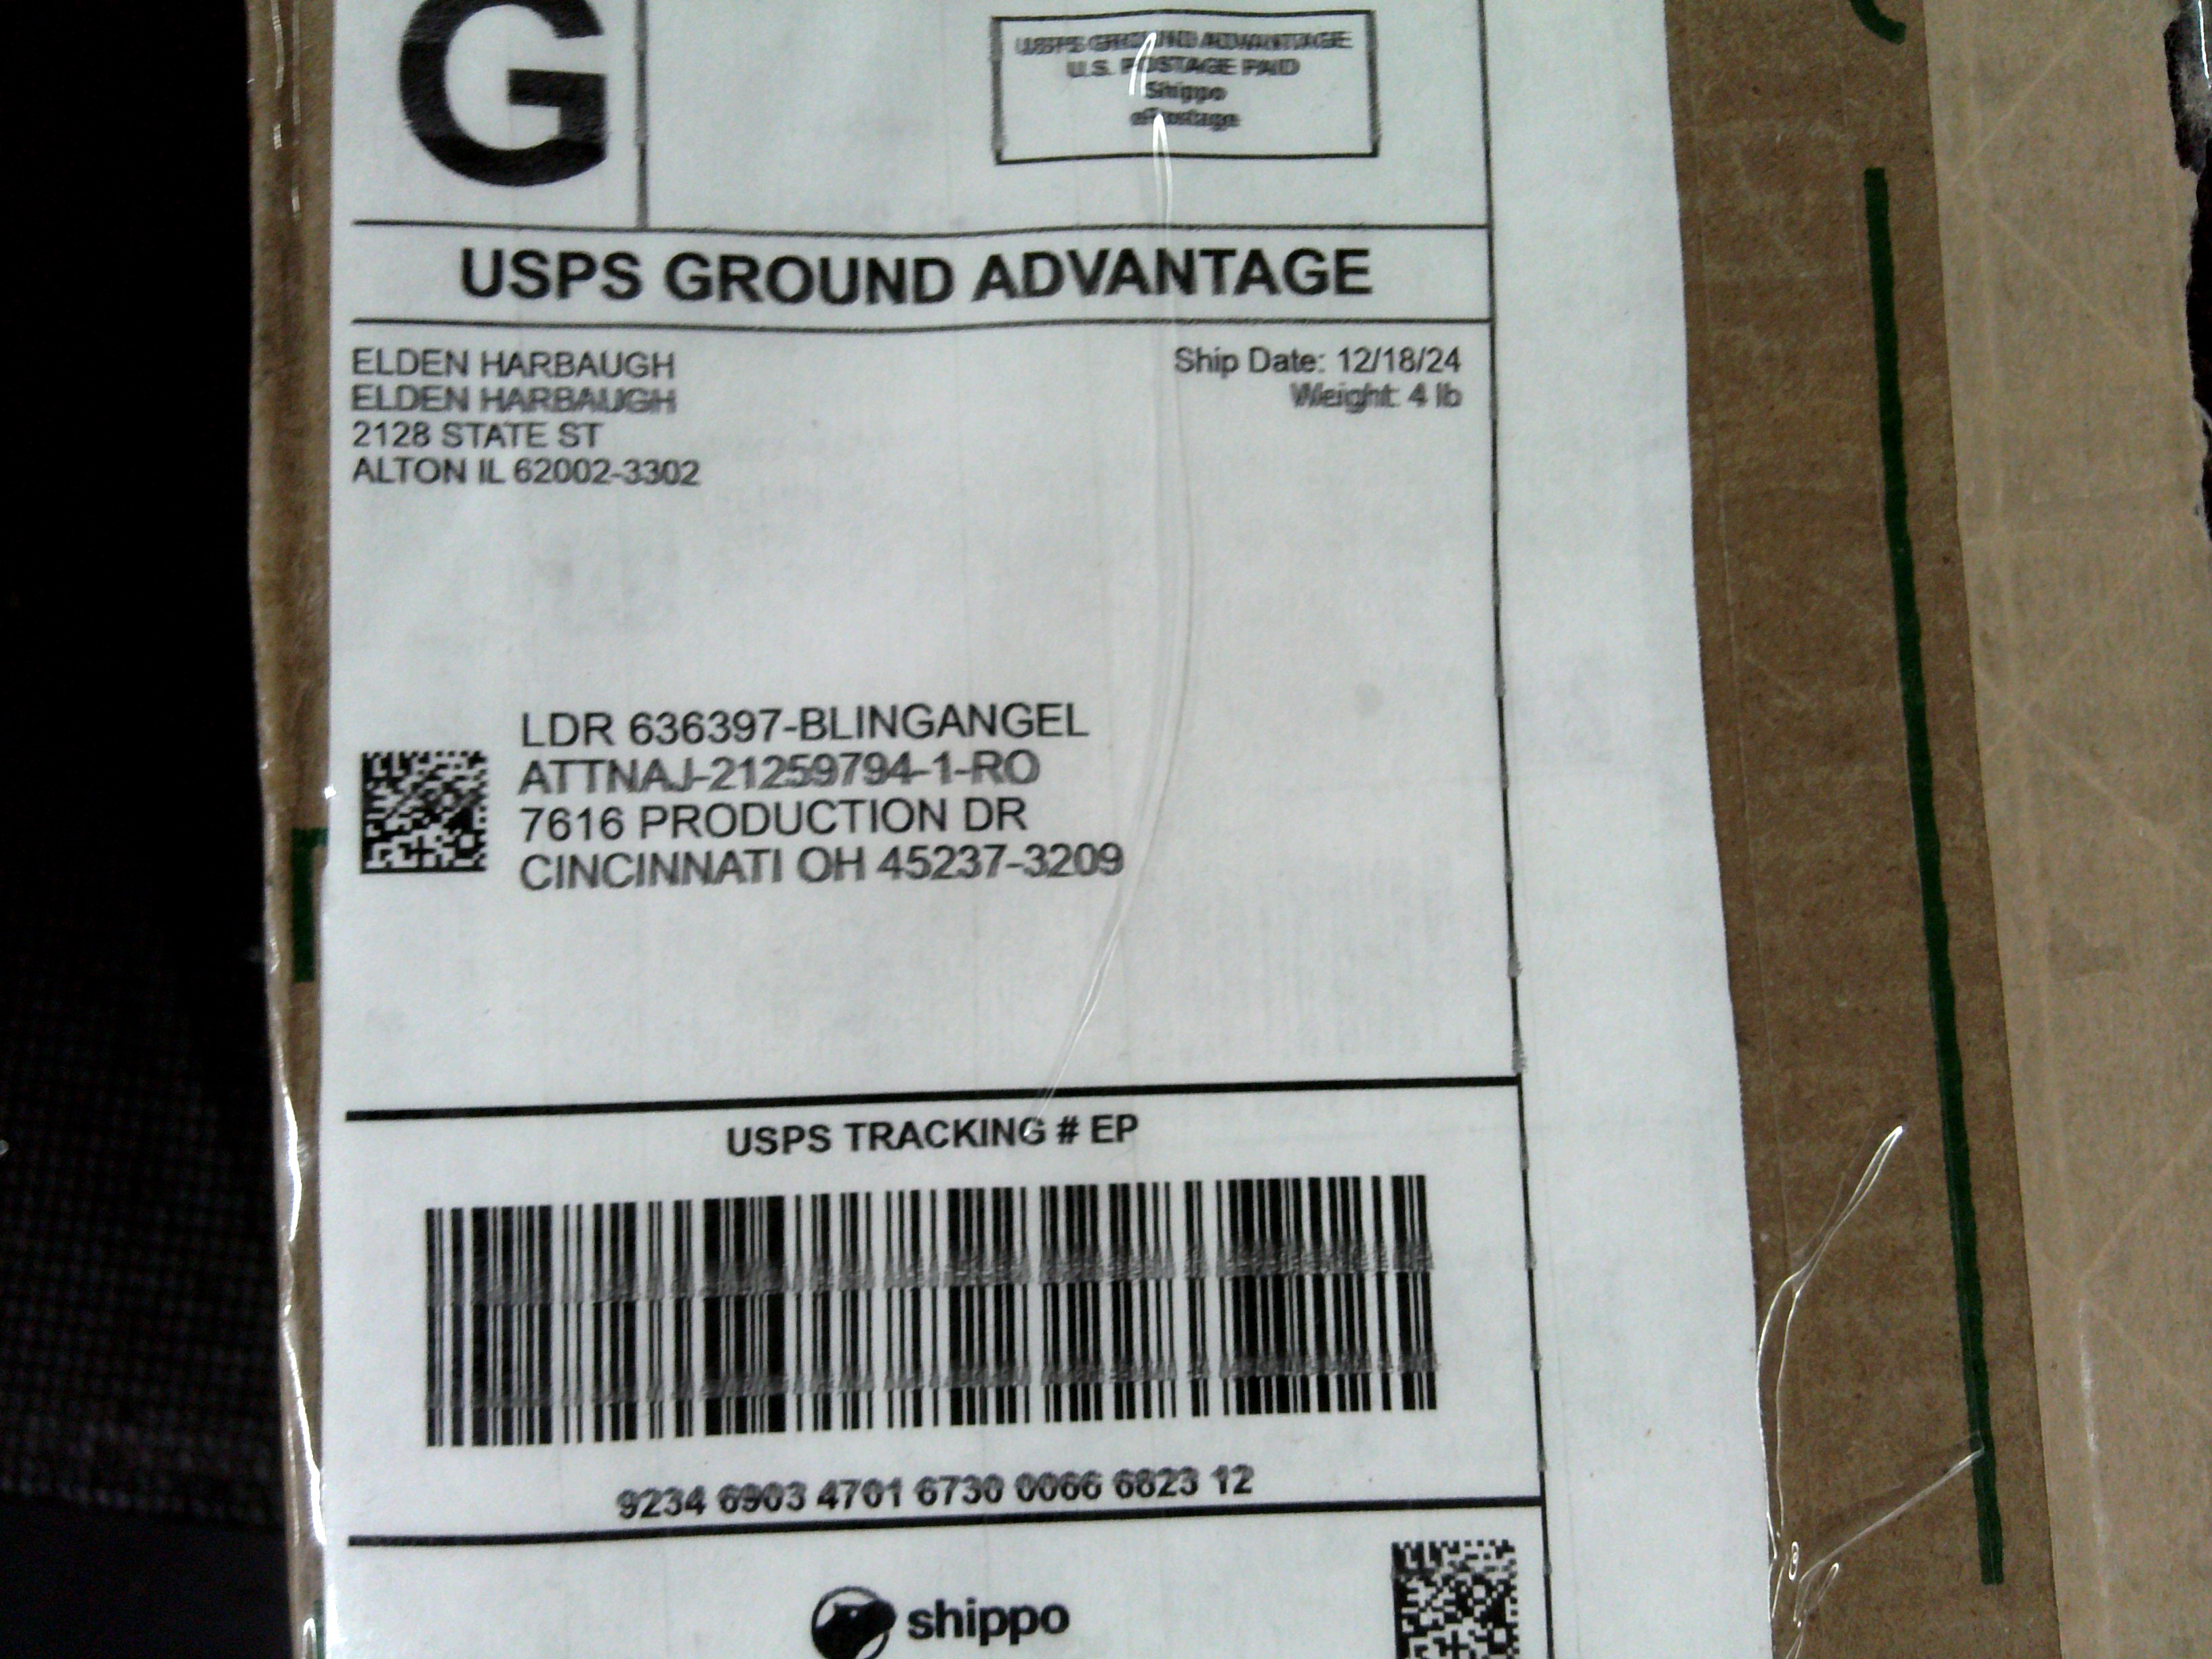 G
USPS GROUND ADVANTAGE
U.S. POSTAGE PAID
Shippo
ePostage
USPS GROUND ADVANTAGE
ELDEN HARBAUGH
ELDEN HARBAUGH
2128 STATE ST
ALTON IL 62002-3302
Ship Date: 12/18/24
Weight: 4 lb
LDR 636397-BLINGANGEL
ATTNAJ-21259794-1-RO
7616 PRODUCTION DR
CINCINNATI OH 45237-3209
USPS TRACKING # EP
9234 6903 4701 6730 0066 6823 12
shippo